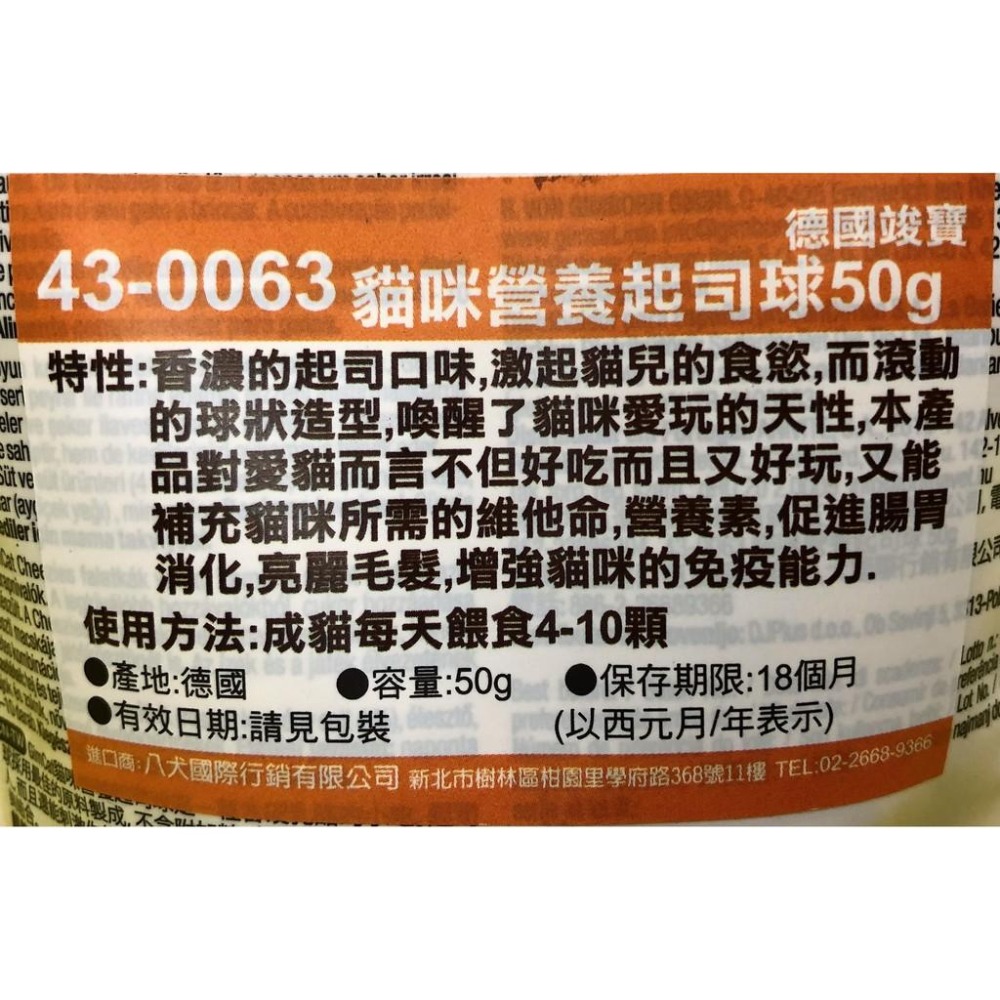 德國竣寶
43-0063 貓咪營養起司球50g
特性:香濃的起司口味,激起貓兒的食慾,而滾動
的球狀造型,喚醒了貓咪愛玩的天性,本產
品對愛貓而言不但好吃而且又好玩,又能
補充貓咪所需的維他命,營養素,促進腸胃
消化,亮麗毛髮,增強貓咪的免疫能力.
使用方法:成貓每天餵食4-10顆
●產地:德國 ●容量:50g ●保存期限:18個月
●有效日期:請見包裝 (以西元月/年表示)
進口商:八犬國際行銷有限公司 新北市樹林區柑園里學府路368號11樓 TEL:02-2668-9366